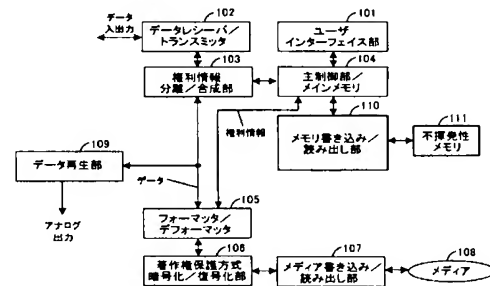 データ
入出力
102
データレシーバ／
トランスミッタ
101
ユーザ
インターフェイス部
103
権利情報
分離／合成部
104
主制御部／
メインメモリ
110
メモリ書き込み／
読み出し部
111
不揮発性
メモリ
権利情報
109
データ再生部
データ
アナログ
出力
105
フォーマッタ／
デフォーマッタ
106
著作権保護方式
暗号化／復号化部
107
メディア書き込み／
読み出し部
108
メディア